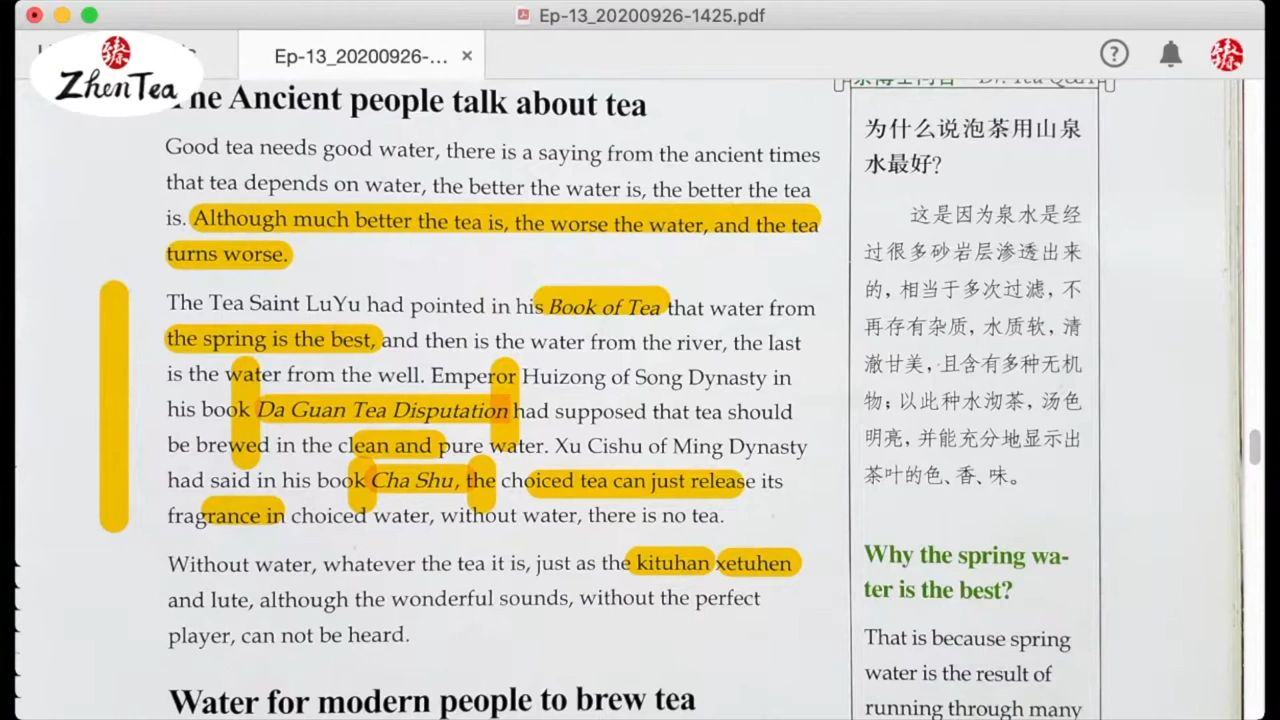 Ep-13_20200926-1425.pdf
Ep-13_20200926-...
ZhenTea
The Ancient people talk about tea
Good tea needs good water, there is a saying from the ancient times
that tea depends on water, the better the water is, the better the tea
is. Although much better the tea is, the worse the water, and the tea
turns worse.
The Tea Saint LuYu had pointed in his Book of Tea that water from
the spring is the best, and then is the water from the river, the last
is the water from the well. Emperor Huizong of Song Dynasty in
his book Da Guan Tea Disputation had supposed that tea should
be brewed in the clean and pure water. Xu Cishu of Ming Dynasty
had said in his book Cha Shu, the choiced tea can just release its
fragrance in choiced water, without water, there is no tea.
Without water, whatever the tea it is, just as the kituhan xetuhen
and lute, although the wonderful sounds, without the perfect
player, can not be heard.
Water for modern people to brew tea
为什么说泡茶用山泉
水最好?
这是因为泉水是经
过很多砂岩层渗透出来
的,相当于多次过滤,不
再存有杂质,水质软,清
澈甘美,且含有多种无机
物;以此种水沏茶,汤色
明亮,并能充分地显示出
茶叶的色、香、味。
Why the spring wa-
ter is the best?
That is because spring
water is the result of
running through many